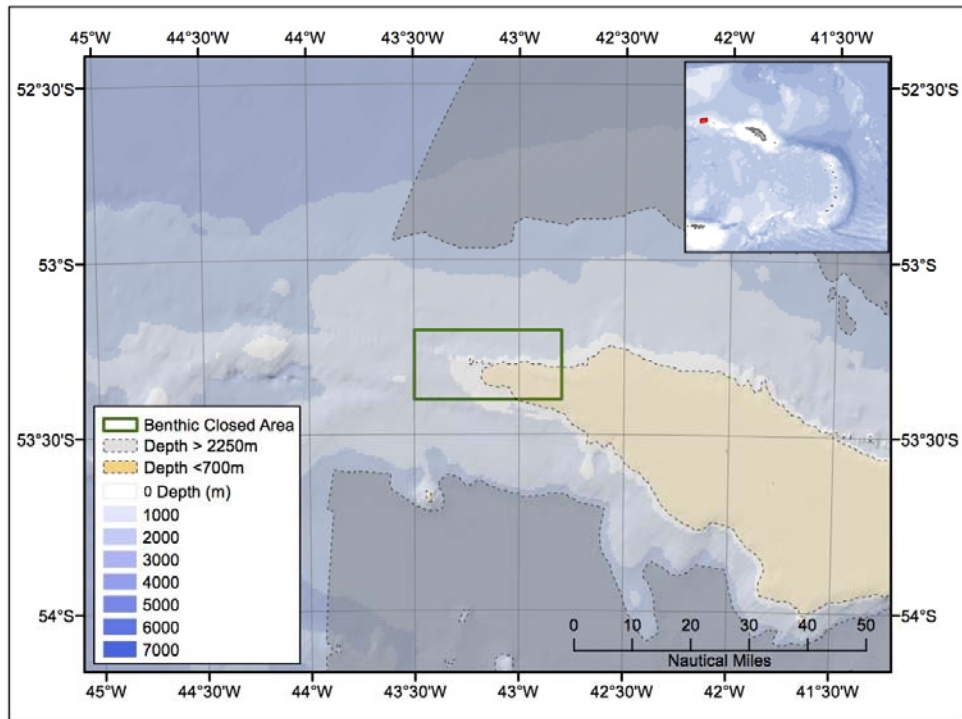 45°W 44°30'W 44°W 43°30'W 43°W 42°30'W 42°W 41°30'W
52°30'S 52°30'S
53°S 53°S
53°30'S 53°30'S
54°S 54°S
Benthic Closed Area
Depth > 2250m
Depth <700m
0 Depth (m)
1000
2000
3000
4000
5000
6000
7000
0 10 20 30 40 50
Nautical Miles
45°W 44°30'W 44°W 43°30'W 43°W 42°30'W 42°W 41°30'W